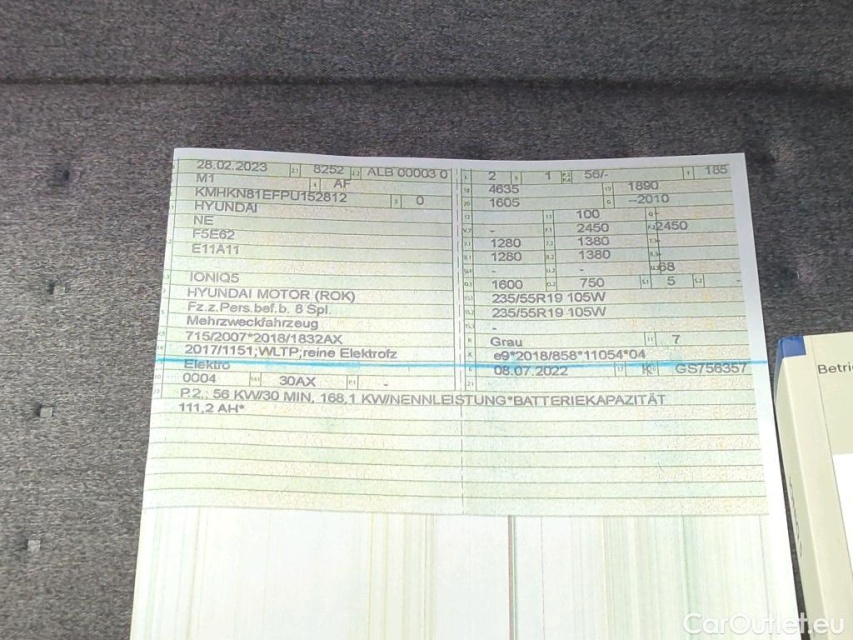 28.02.2023 8252 ALB 00003 0
M1 AF
KMHKN81EFPU152812 0
HYUNDAI
NE
F5E62
E11A11
IONIQ5
HYUNDAI MOTOR (ROK)
Fz.z.Pers.bef.b. 8 Spl.
Mehrzweckfahrzeug
715/2007*2018/1832AX
2017/1151;WLTP;reine Elektrofz
Elektro
0004 30AX -
2 1 56/- 185
4635 1890
1605 --2010
100
- 2450 2450
1280 1380
1280 1380
- - 68
1600 750 5 -
235/55R19 105W
235/55R19 105W
-
Grau 7
e9*2018/858*11054*04
08.07.2022 K GS756357
P.2.: 56 KW/30 MIN, 168,1 KW/NENNLEISTUNG*BATTERIEKAPAZITÄT
111,2 AH*
Betri
CarOutlet.eu